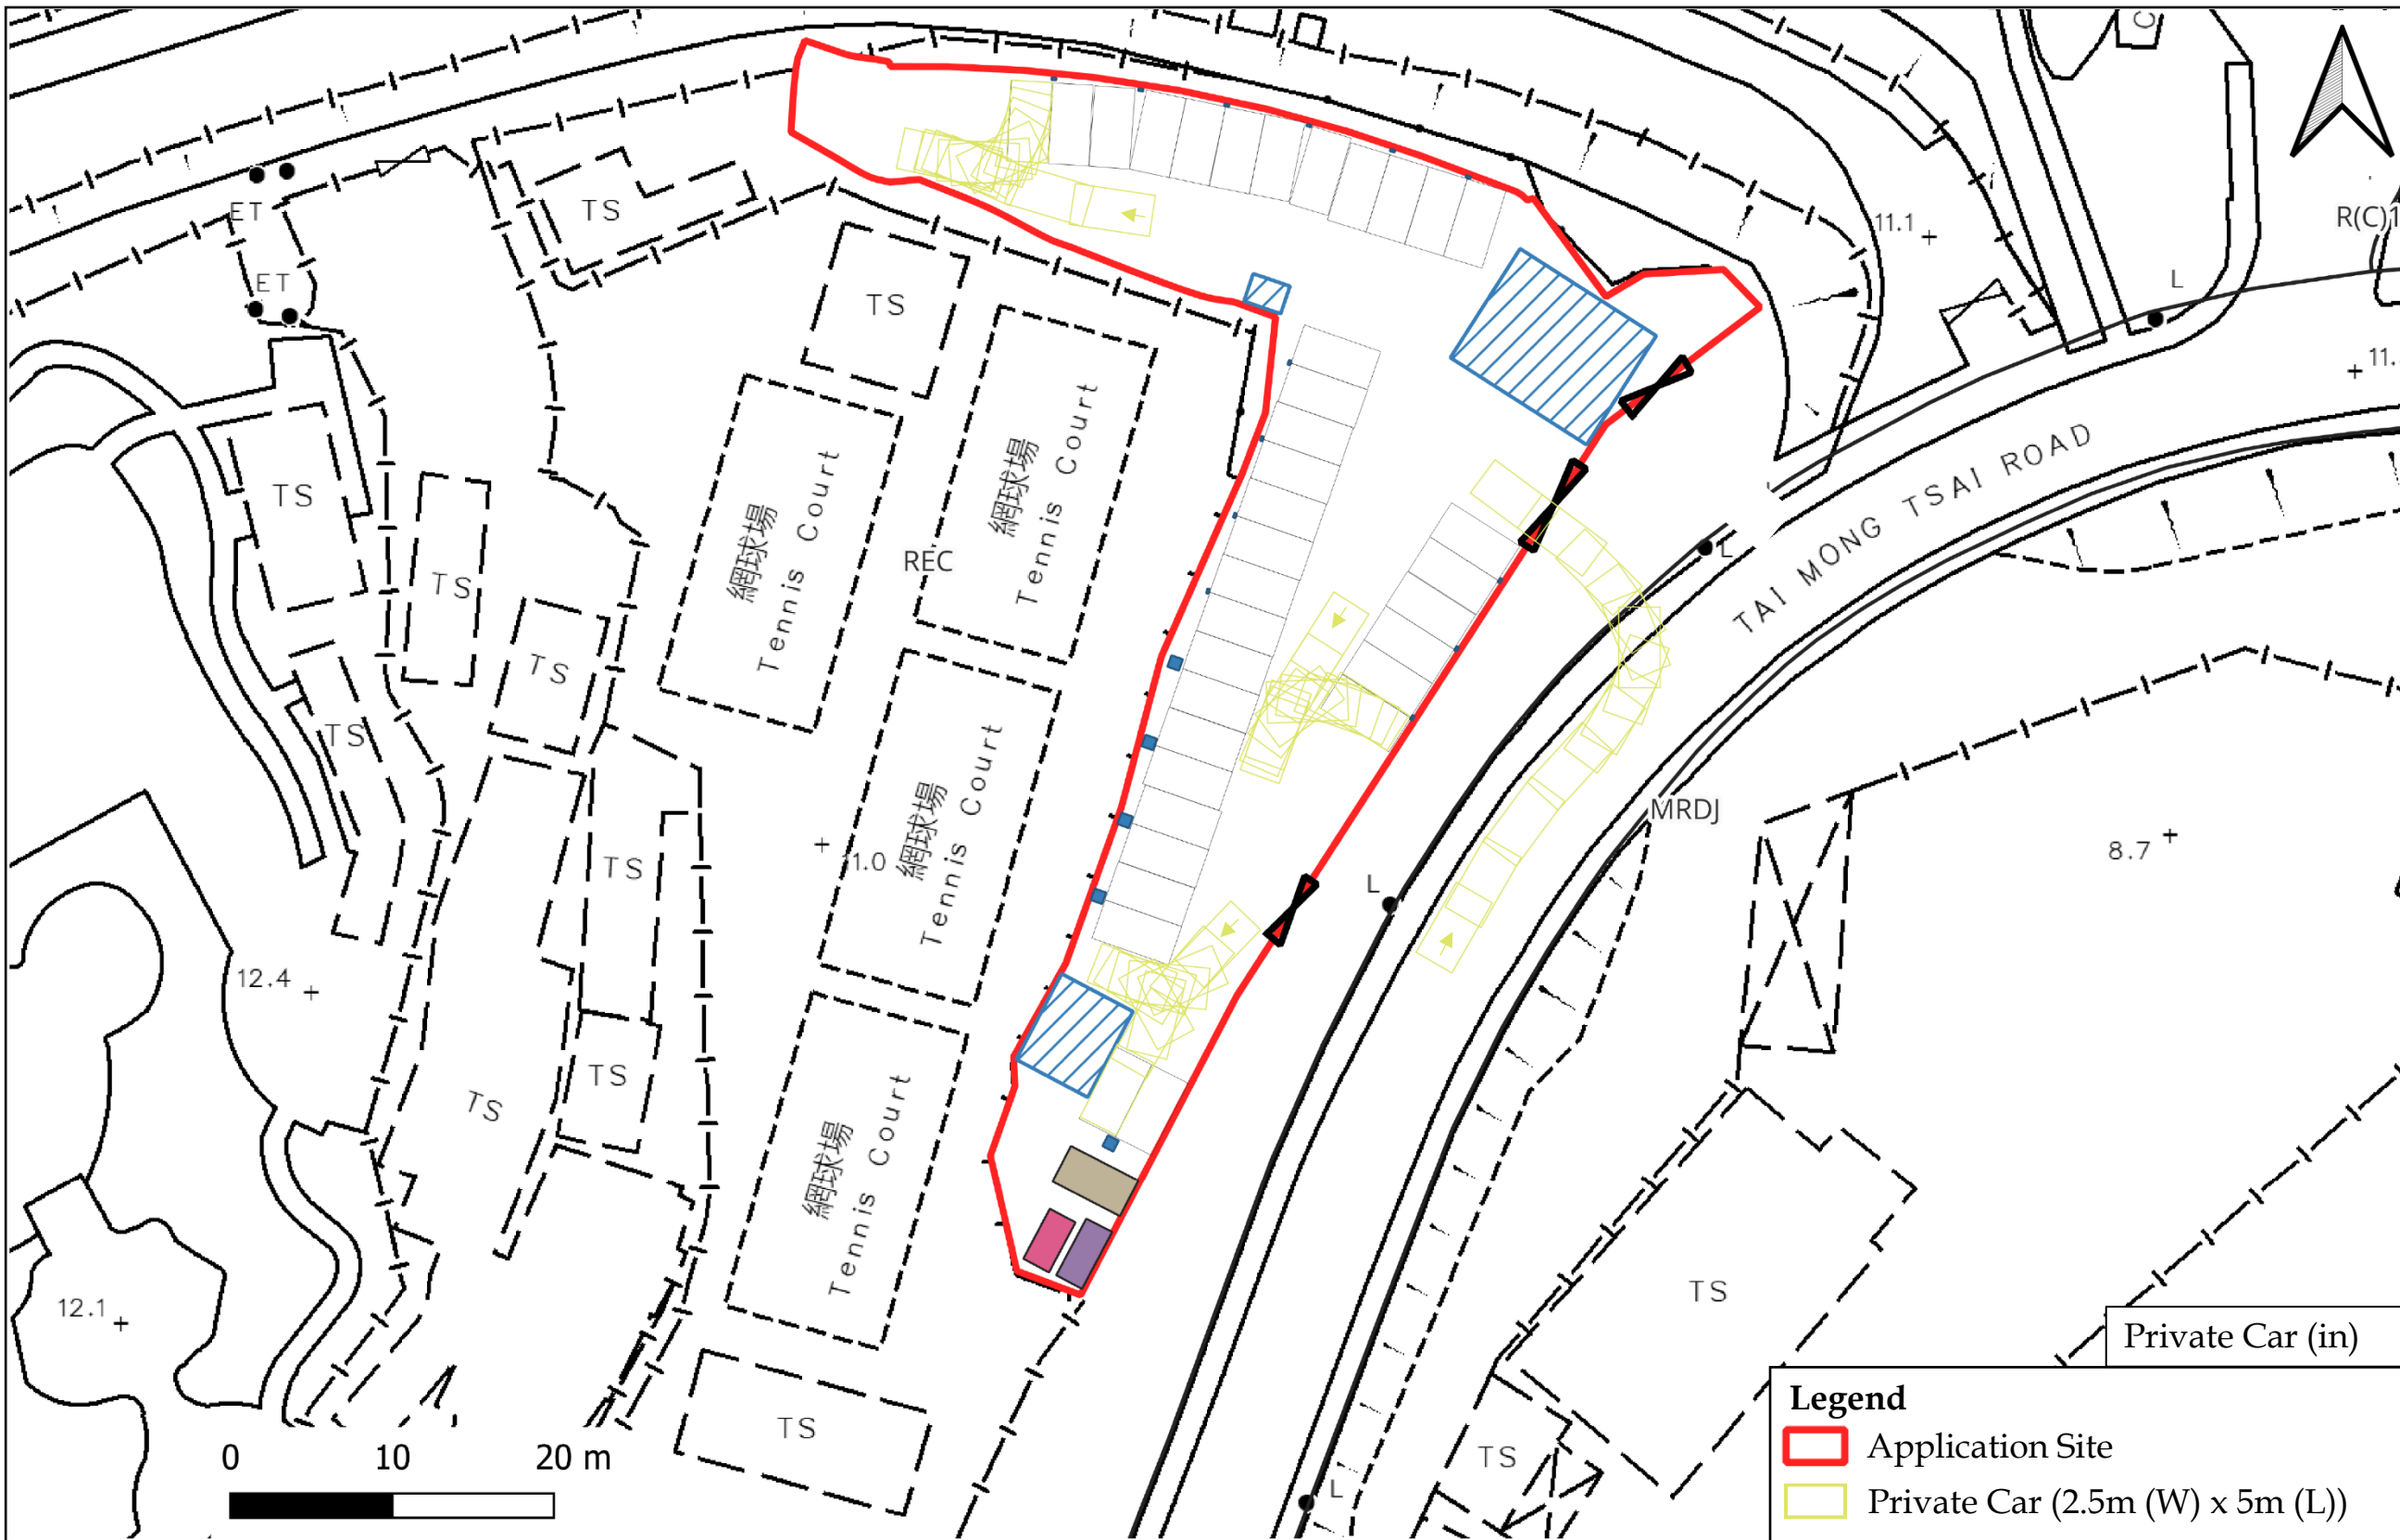 C
ET
TS
11.1
R(C)1
ET
TS
L
11.
網球場
Tennis Court
TAI MONG TSAI ROAD
TS
網球場
Tennis Court
REC
L
TS
TS
TS
網球場
Tennis Court
MRDJ
8.7
11.0
TS
L
12.4
TS
TS
網球場
Tennis Court
12.1
TS
TS
TS
L
0 10 20 m
Private Car (in)
Legend
Application Site
Private Car (2.5m (W) x 5m (L))